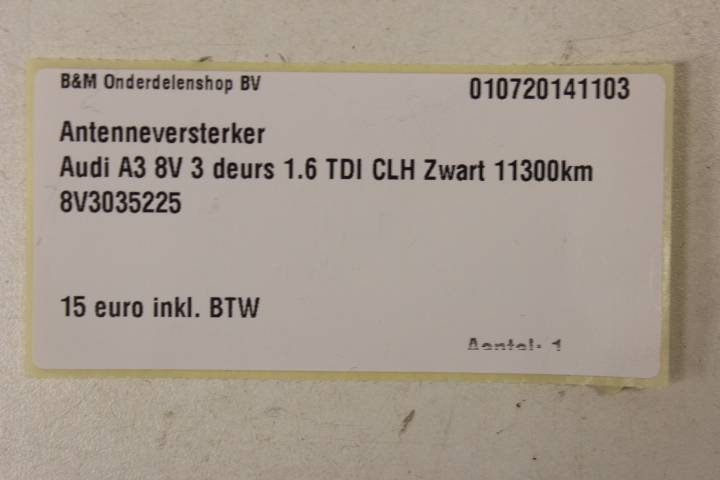 B&M Onderdelenshop BV 010720141103
Antenneversterker
Audi A3 8V 3 deurs 1.6 TDI CLH Zwart 11300km
8V3035225
15 euro inkl. BTW
Aantal: 1